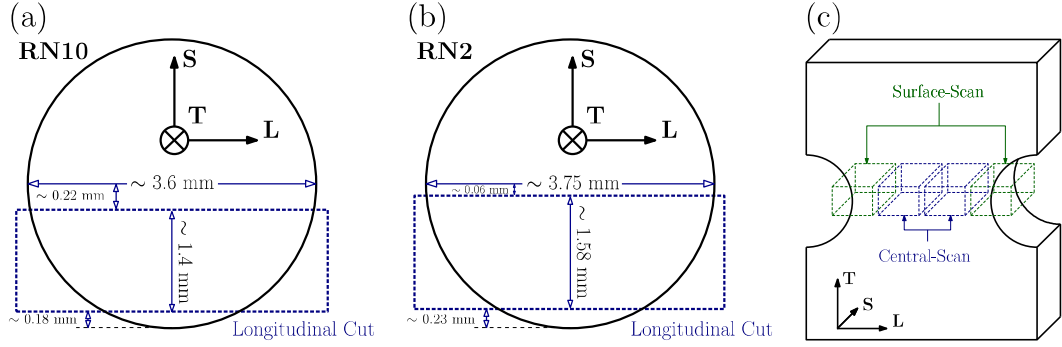 (a)
RN10
S
T
L
~ 3.6 mm
~ 0.22 mm
~ 1.4 mm
~ 0.18 mm
Longitudinal Cut
(b)
RN2
S
T
L
~ 0.06 mm
~ 3.75 mm
~ 1.58 mm
~ 0.23 mm
Longitudinal Cut
(c)
Surface-Scan
Central-Scan
T
S
L